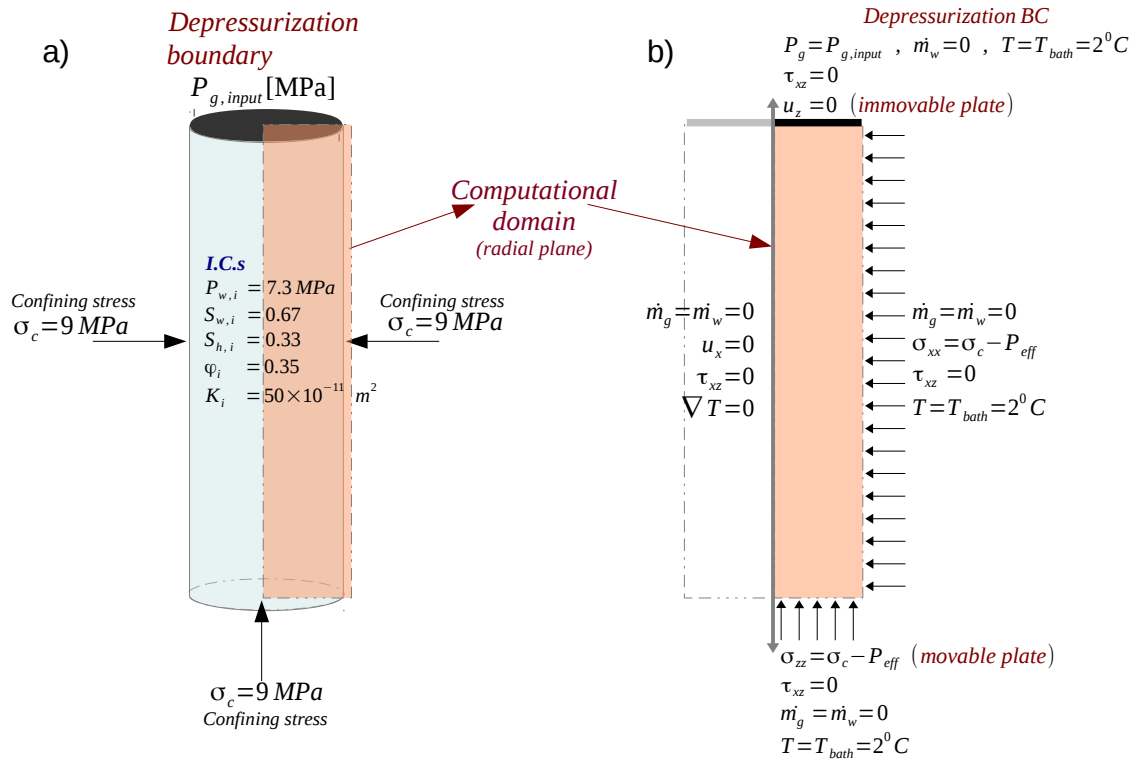 a)
Depressurization
boundary
P_{g, input} [MPa]
I.C.s
P_{w,i} = 7.3 MPa
S_{w,i} = 0.67
S_{h,i} = 0.33
φ_i = 0.35
K_i = 50×10^{-11} m^2
Confining stress
σ_c=9 MPa
Confining stress
σ_c=9 MPa
σ_c=9 MPa
Confining stress
Computational
domain
(radial plane)
b)
Depressurization BC
P_g=P_{g,input} , ṁ_w=0 , T=T_{bath}=2^0 C
τ_{xz}=0
u_z=0 (immovable plate)
ṁ_g=ṁ_w=0
u_x=0
τ_{xz}=0
∇T=0
ṁ_g=ṁ_w=0
σ_{xx}=σ_c−P_{eff}
τ_{xz}=0
T=T_{bath}=2^0 C
σ_{zz}=σ_c−P_{eff} (movable plate)
τ_{xz}=0
ṁ_g=ṁ_w=0
T=T_{bath}=2^0 C